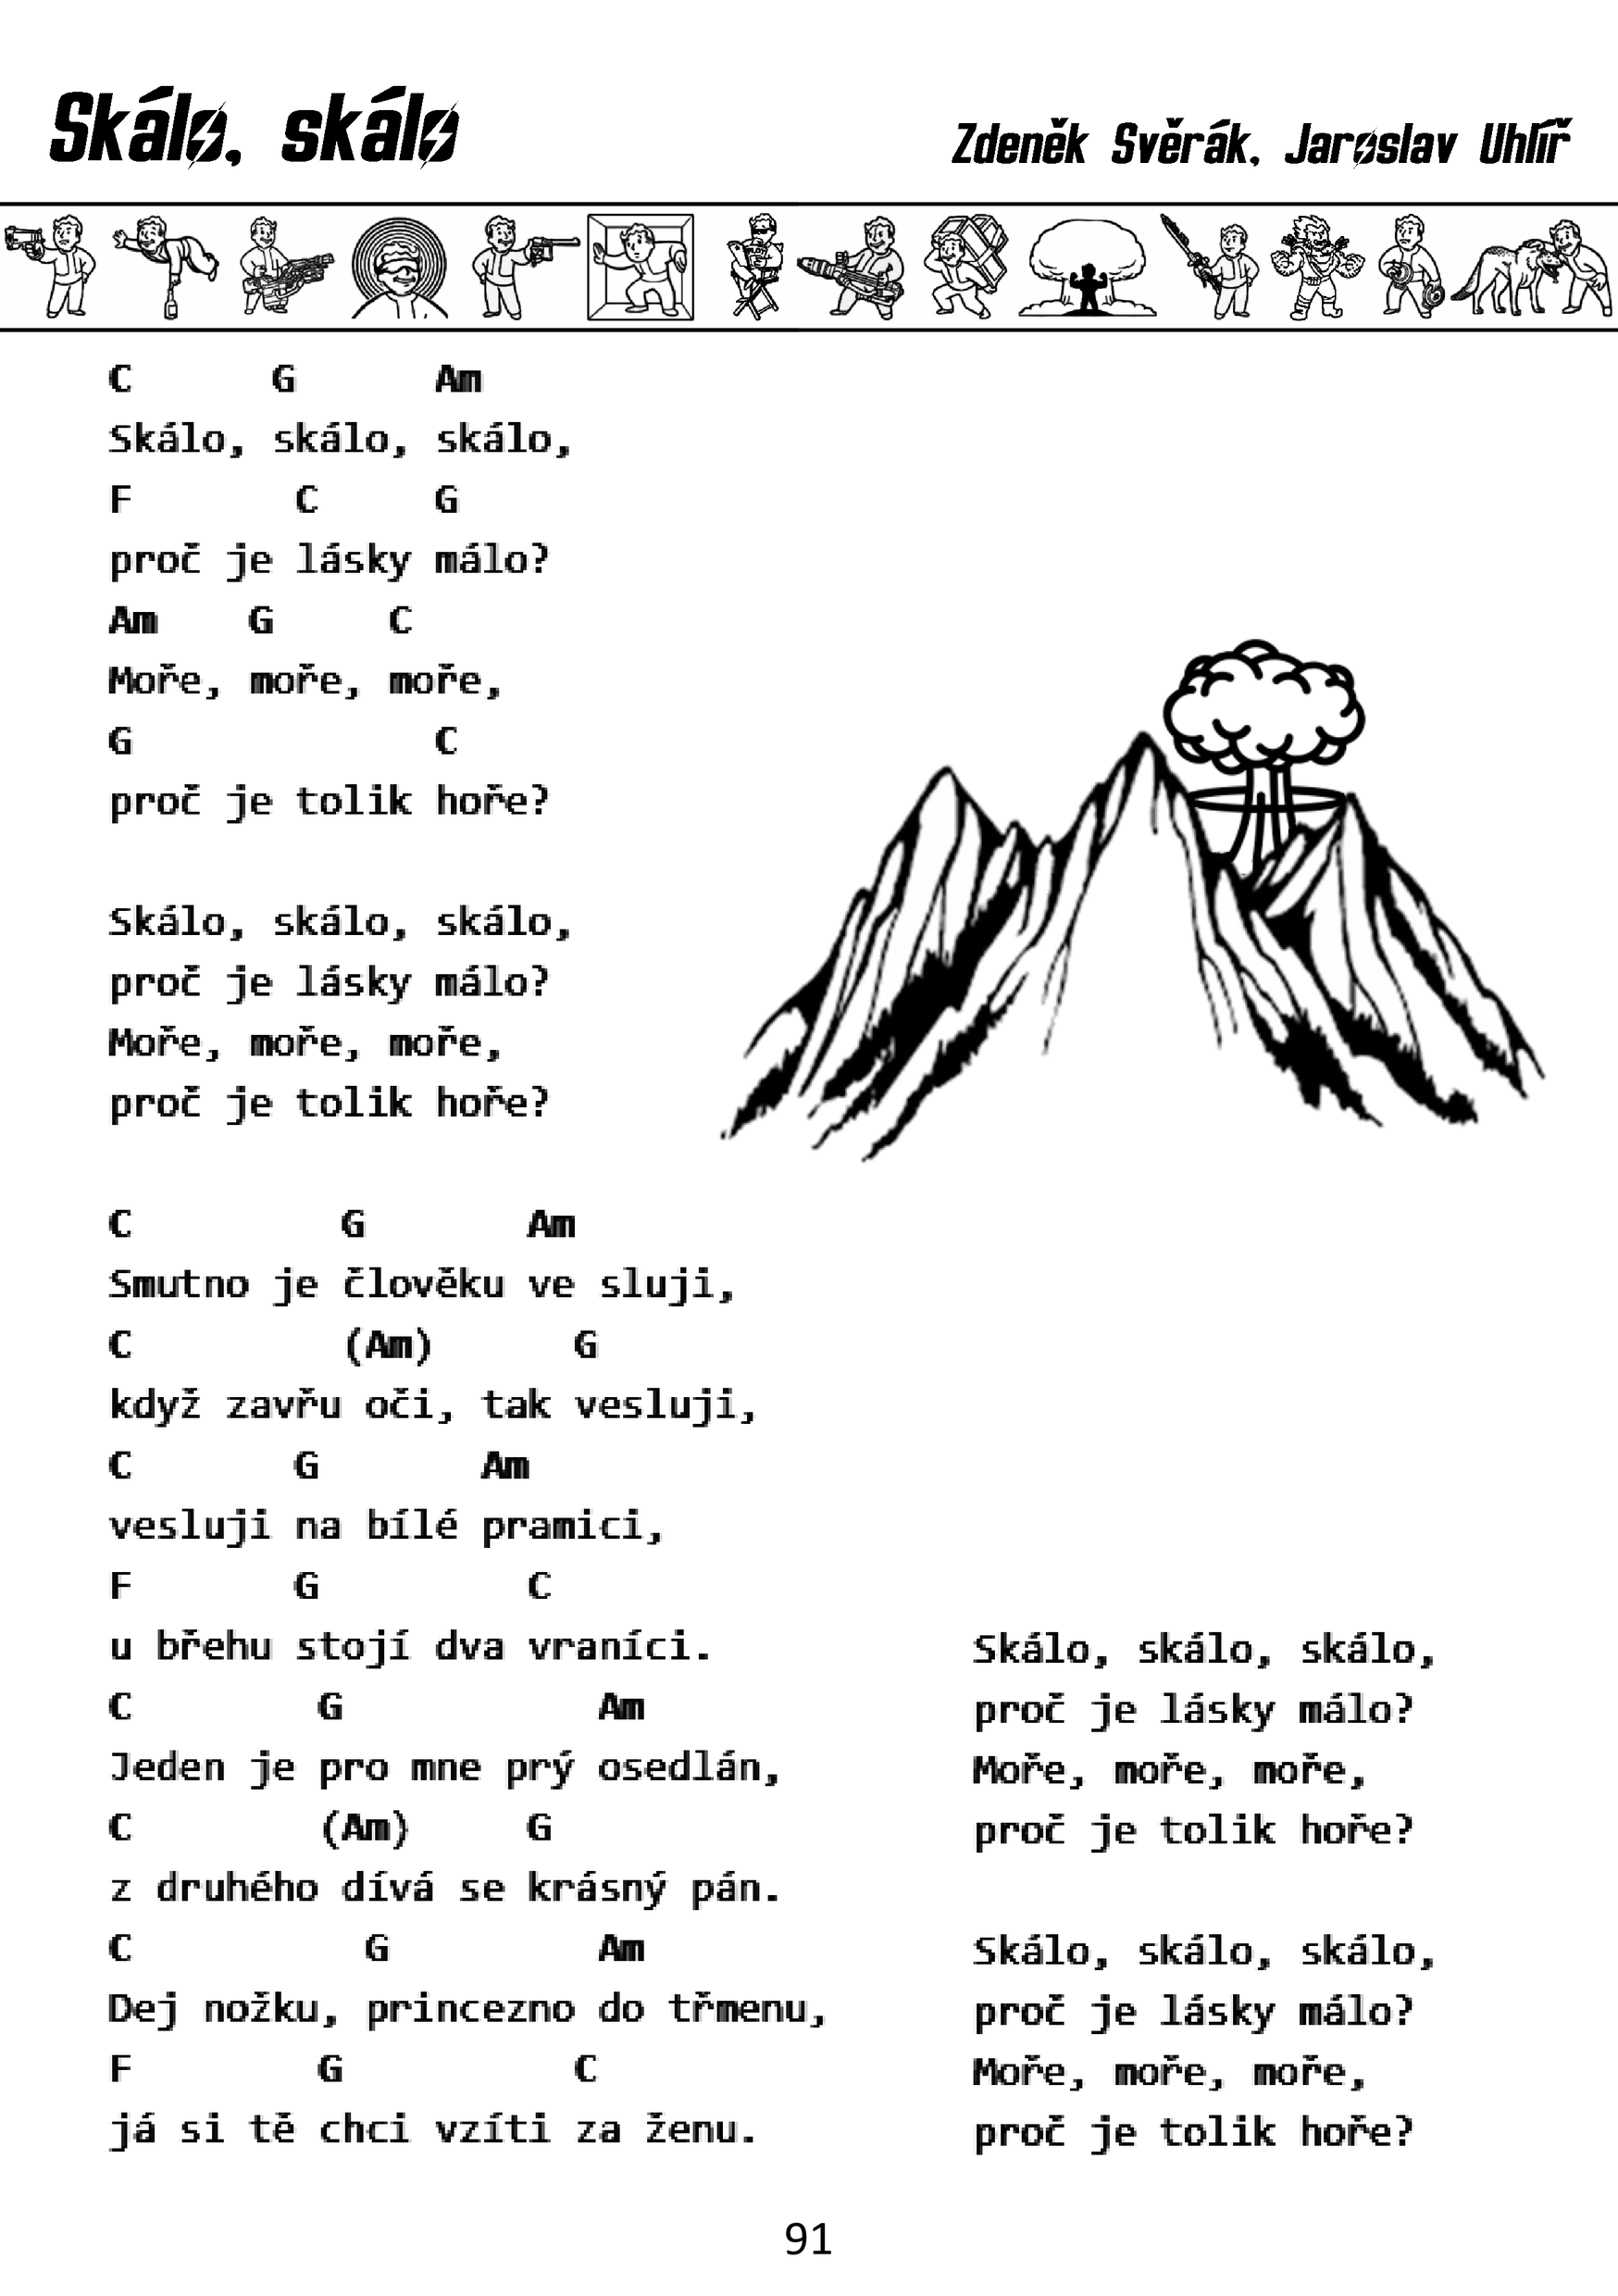 Skálo, skálo
Zdeněk Svěrák, Jaroslav Uhlíř
C      G      Am
Skálo, skálo, skálo,
F       C     G
proč je lásky málo?
Am    G     C
Moře, moře, moře,
G             C
proč je tolik hoře?
Skálo, skálo, skálo,
proč je lásky málo?
Moře, moře, moře,
proč je tolik hoře?
C         G       Am
Smutno je člověku ve sluji,
C         (Am)      G
když zavřu oči, tak vesluji,
C       G       Am
vesluji na bílé pramici,
F       G         C
u břehu stojí dva vraníci.
C        G           Am
Jeden je pro mne prý osedlán,
C        (Am)     G
z druhého dívá se krásný pán.
C          G         Am
Dej nožku, princezno do třmenu,
F        G          C
já si tě chci vzíti za ženu.
Skálo, skálo, skálo,
proč je lásky málo?
Moře, moře, moře,
proč je tolik hoře?
Skálo, skálo, skálo,
proč je lásky málo?
Moře, moře, moře,
proč je tolik hoře?
91